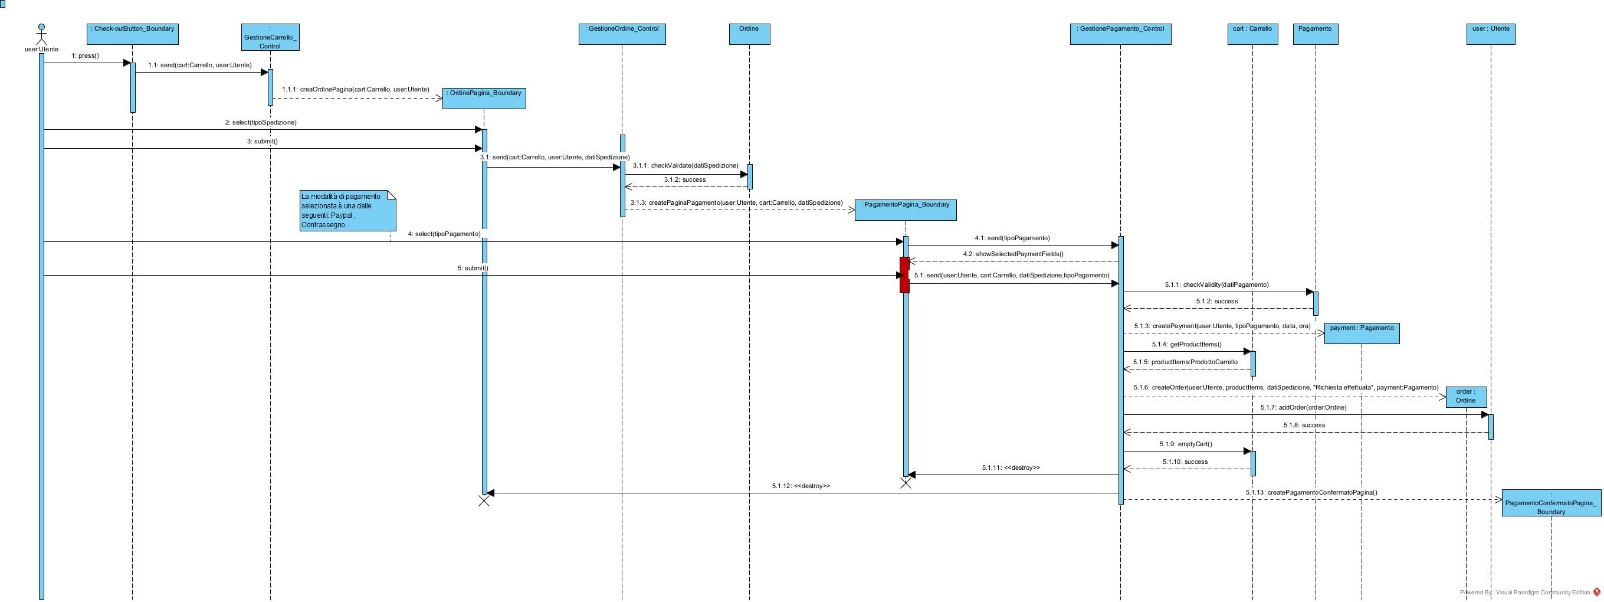 user:Utente
: Check-outButton_Boundary
:
GestioneCarrello_
Control
: GestioneOrdine_Control
Ordine
: GestionePagamento_Control
cart : Carrello
Pagamento
user : Utente
1: press()
1.1: send(cart:Carrello, user:Utente)
1.1.1: creaOrdinePagina(cart:Carrello, user:Utente)
: OrdinePagina_Boundary
2: select(tipoSpedizione)
3: submit()
3.1: send(cart:Carrello, user:Utente, datiSpedizione)
3.1.1: checkValidate(datiSpedizione)
3.1.2: success
La modalità di pagamento
selezionata è una delle
seguenti: Paypal,
Contrassegno
3.1.3: createPaginaPagamento(user:Utente, cart:Carrello, datiSpedizione)
: PagamentoPagina_Boundary
4: select(tipoPagamento)
4.1: send(tipoPagamento)
4.2: showSelectedPaymentFields()
5: submit()
5.1: send(user:Utente, cart:Carrello, datiSpedizione,tipoPagamento)
5.1.1: checkValidity(datiPagamento)
5.1.2: success
5.1.3: createPayment(user:Utente, tipoPagamento, data, ora)
payment : Pagamento
5.1.4: getProductItems()
5.1.5: productItems:ProdottoCarrello
5.1.6: createOrder(user:Utente, productItems, datiSpedizione, "Richiesta effettuata", payment:Pagamento)
order :
Ordine
5.1.7: addOrder(order:Ordine)
5.1.8: success
5.1.9: emptyCart()
5.1.10: success
5.1.11: <<destroy>>
5.1.12: <<destroy>>
5.1.13: createPagamentoConfermatoPagina()
:
PagamentoConfermatoPagina_
Boundary
Powered By Visual Paradigm Community Edition